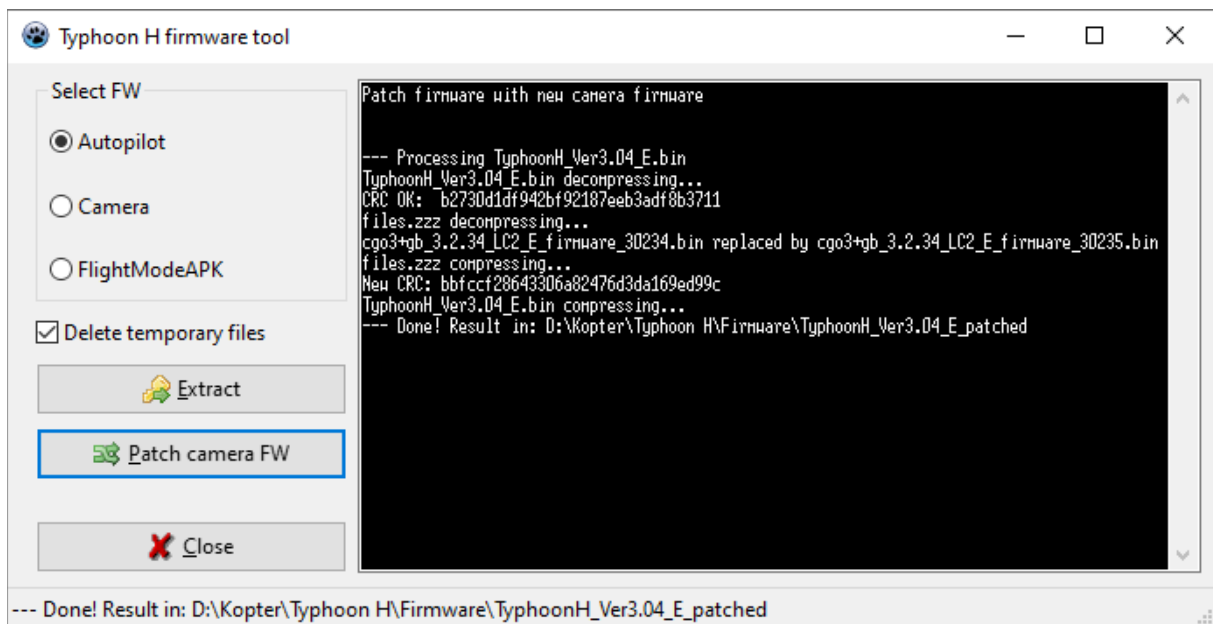 Typhoon H firmware tool
Select FW
Autopilot
Camera
FlightModeAPK
Delete temporary files
Extract
Patch camera FW
Close
Patch firmware with new camera firmware
--- Processing TyphoonH_Ver3.04_E.bin
TyphoonH_Ver3.04_E.bin decompressing...
CRC OK:  b2730d1df942bf92187eeb3adf8b3711
files.zzz decompressing...
cgo3+gb_3.2.34_LC2_E_firmware_30234.bin replaced by cgo3+gb_3.2.34_LC2_E_firmware_30235.bin
files.zzz compressing...
New CRC: bbfccf28643306a82476d3da169ed99c
TyphoonH_Ver3.04_E.bin compressing...
--- Done! Result in: D:\Kopter\Typhoon H\Firmware\TyphoonH_Ver3.04_E_patched
--- Done! Result in: D:\Kopter\Typhoon H\Firmware\TyphoonH_Ver3.04_E_patched